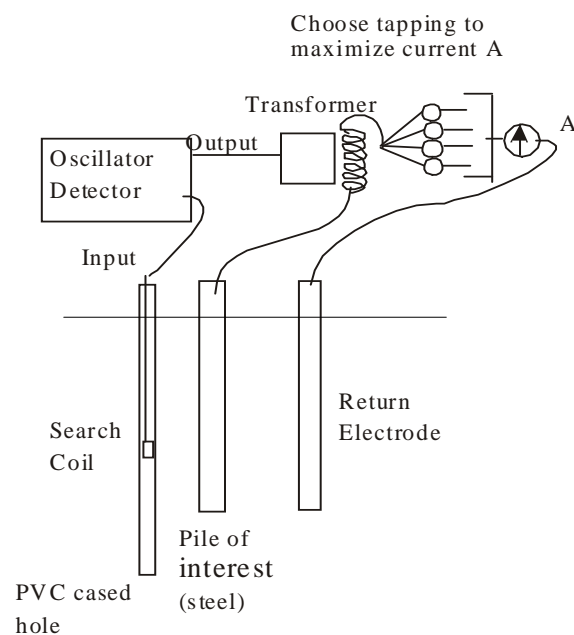 Choose tapping to
maximize current A
Transformer
A
Output
Oscillator
Detector
Input
Search
Coil
Return
Electrode
Pile of
interest
(steel)
PVC cased
hole